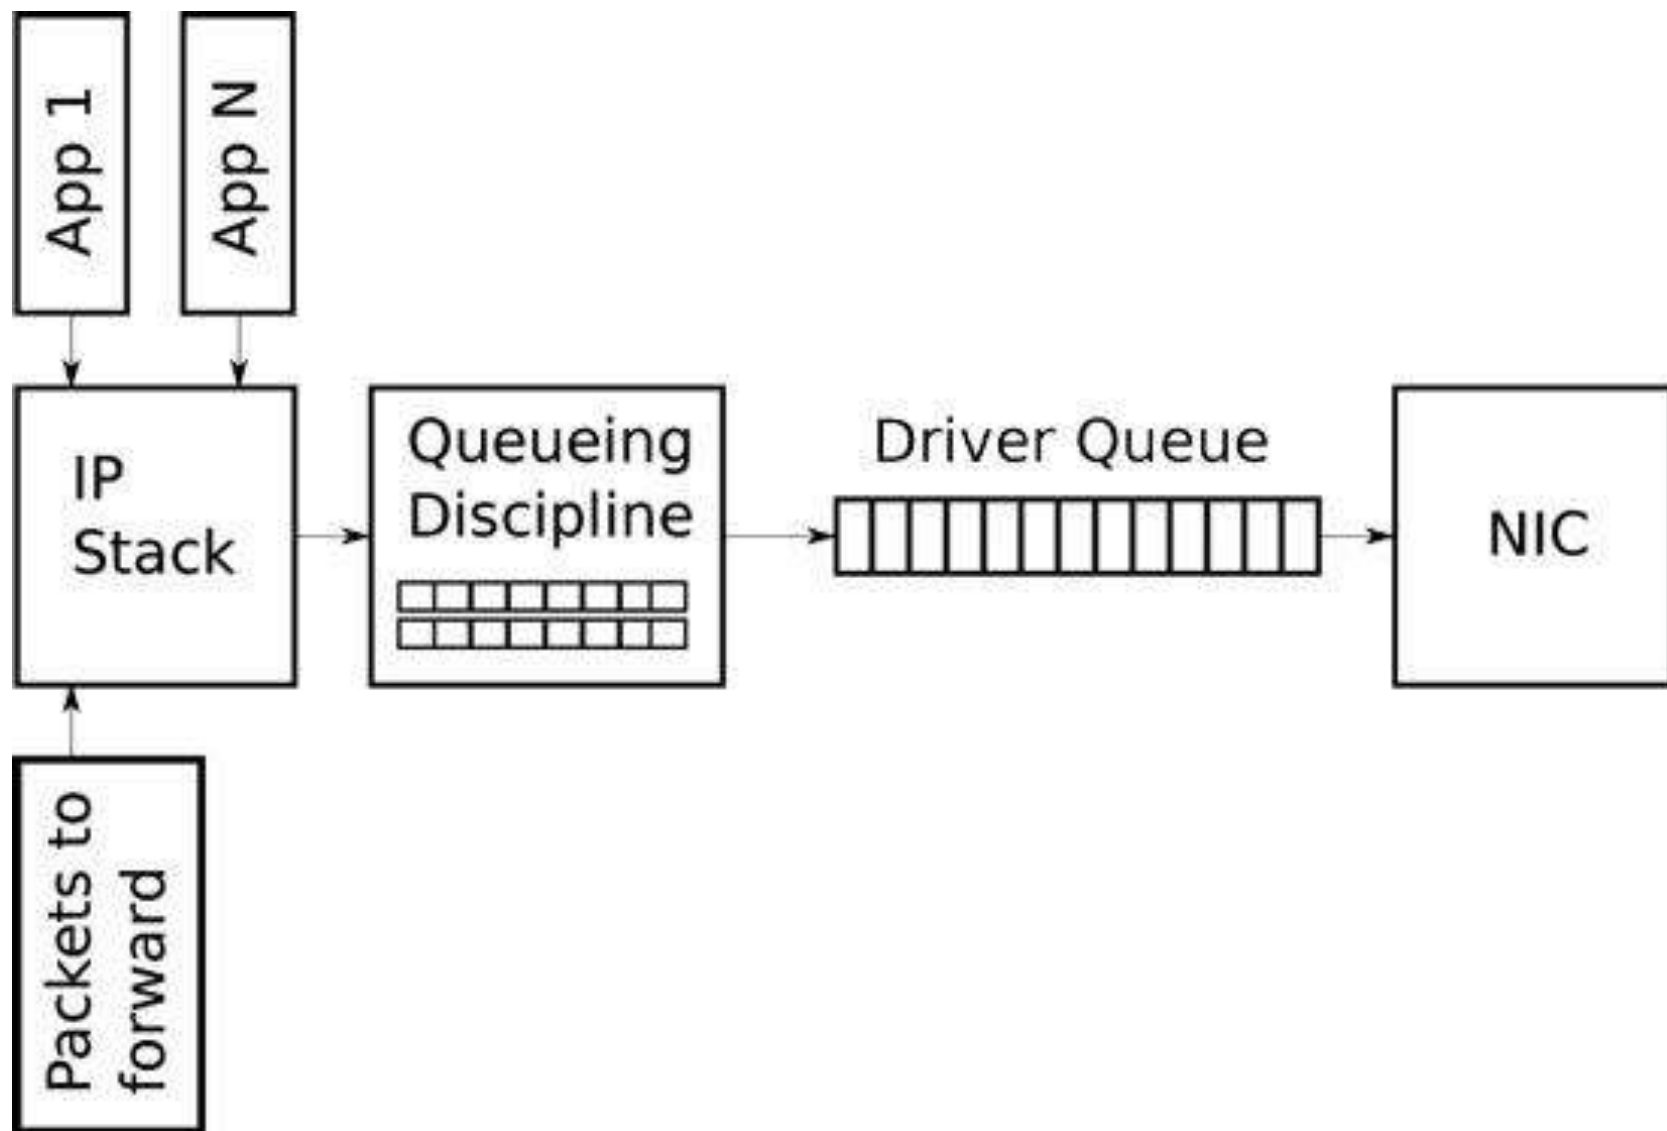 App 1
App N
IP
Stack
Queueing
Discipline
Driver Queue
NIC
Packets to
forward